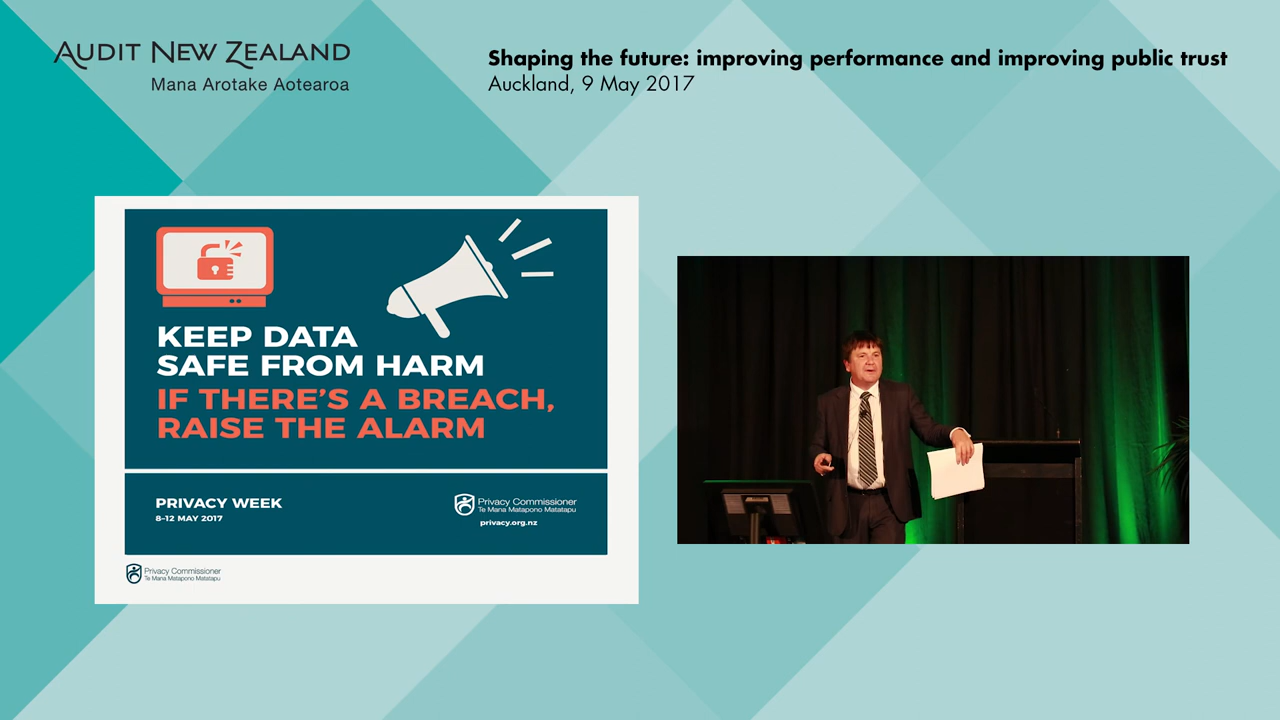 AUDIT NEW ZEALAND
Mana Arotake Aotearoa
Shaping the future: improving performance and improving public trust
Auckland, 9 May 2017
KEEP DATA
SAFE FROM HARM
IF THERE'S A BREACH,
RAISE THE ALARM
PRIVACY WEEK
8-12 MAY 2017
Privacy Commissioner
Te Mana Matapono Matatapu
privacy.org.nz
Privacy Commissioner
Te Mana Matapono Matatapu